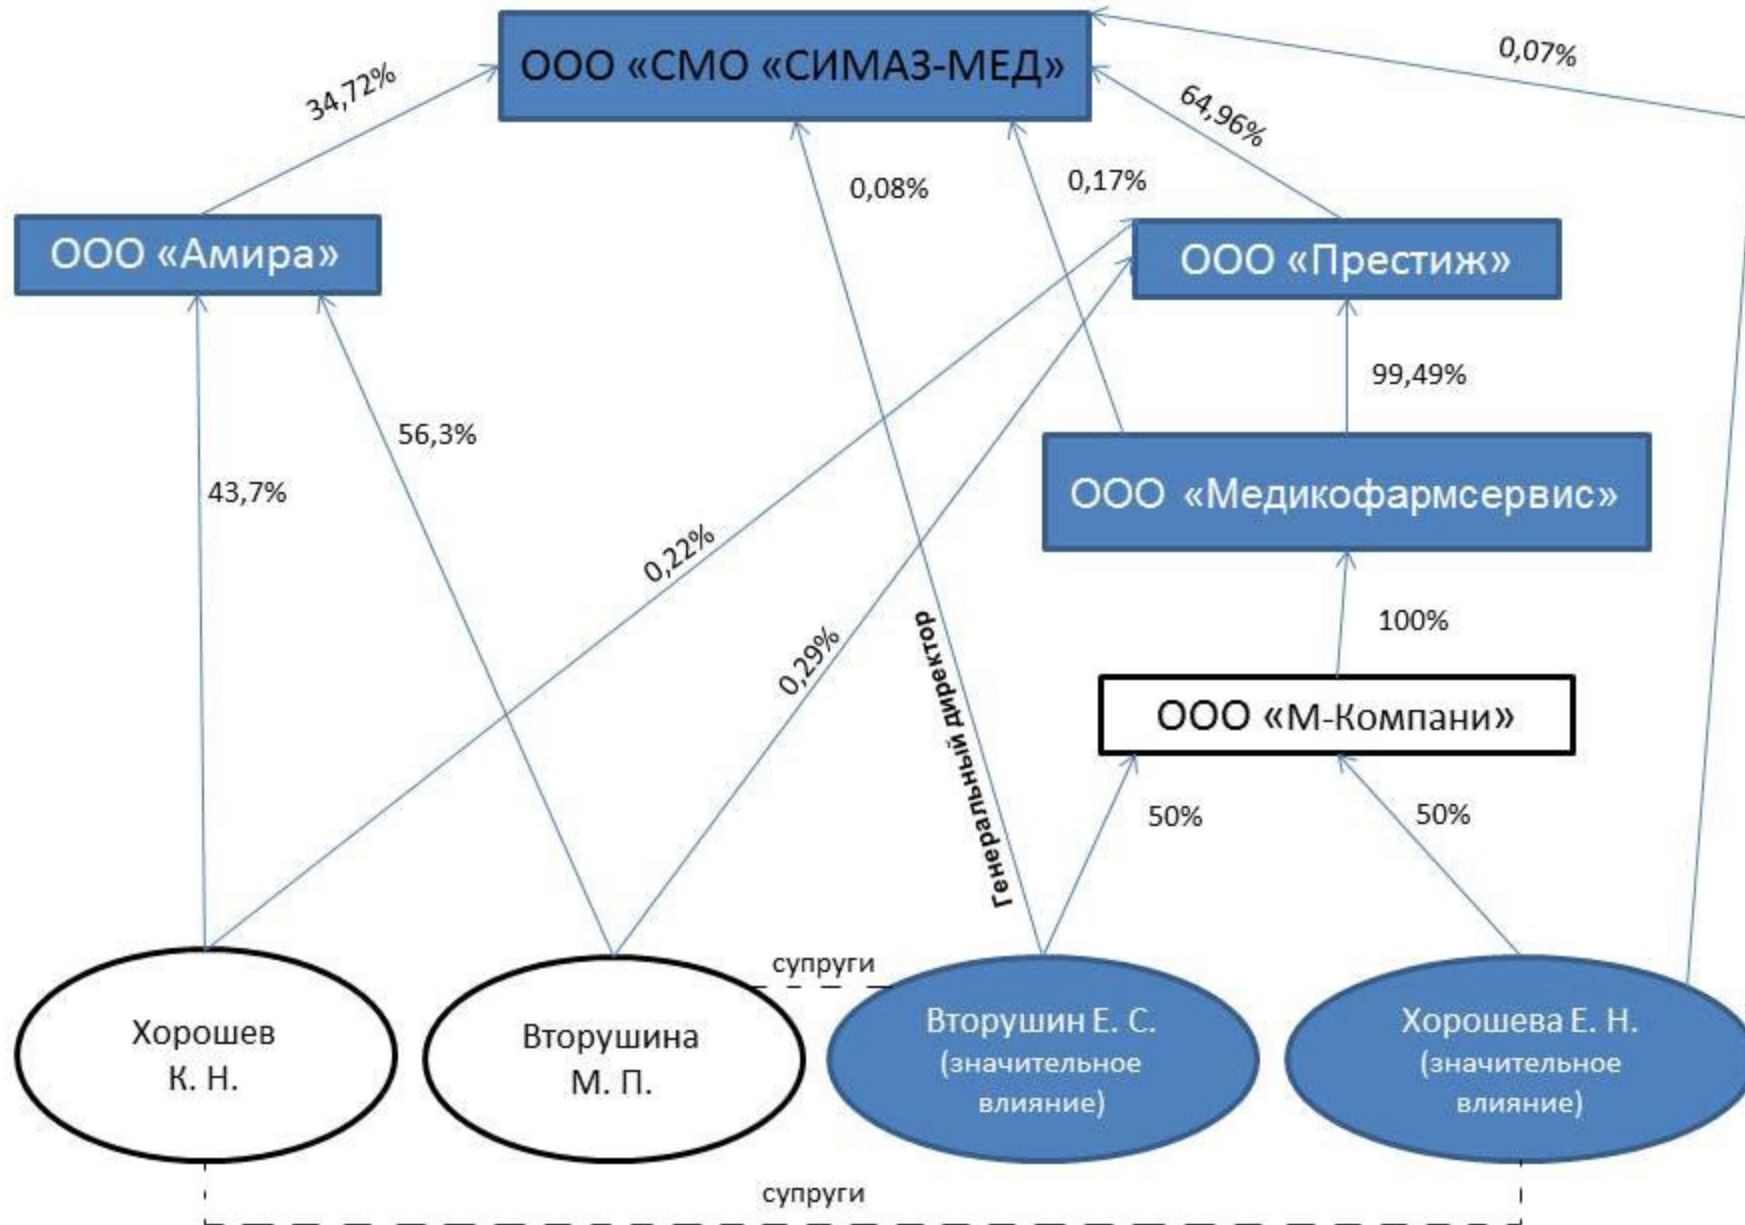 ООО «СМО «СИМАЗ-МЕД»
0,07%
34,72%
64,96%
0,08%
0,17%
ООО «Амира»
ООО «Престиж»
99,49%
56,3%
43,7%
ООО «Медикофармсервис»
0,22%
100%
0,29%
Генеральный директор
ООО «М-Компани»
50%
50%
супруги
Хорошев
К. Н.
Вторушина
М. П.
Вторушин Е. С.
(значительное
влияние)
Хорошева Е. Н.
(значительное
влияние)
супруги